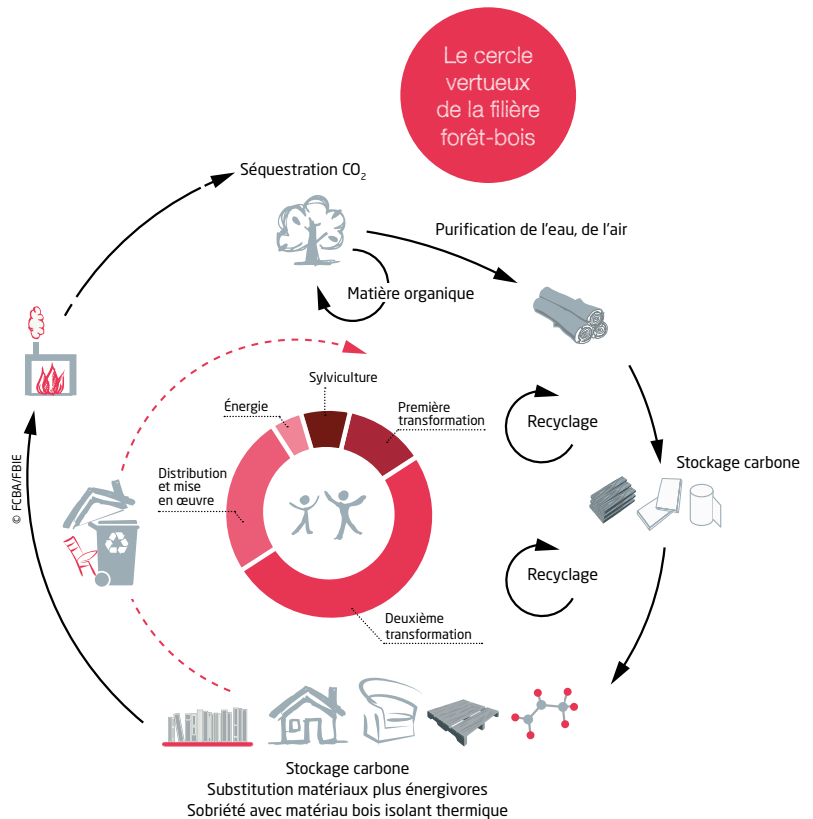 Le cercle
vertueux
de la filière
forêt-bois
Séquestration CO₂
Purification de l'eau, de l'air
Matière organique
Sylviculture
Énergie
Première
transformation
Recyclage
Distribution
et mise
en œuvre
Stockage carbone
© FCBA/FBIE
Recyclage
Deuxième
transformation
Stockage carbone
Substitution matériaux plus énergivores
Sobriété avec matériau bois isolant thermique